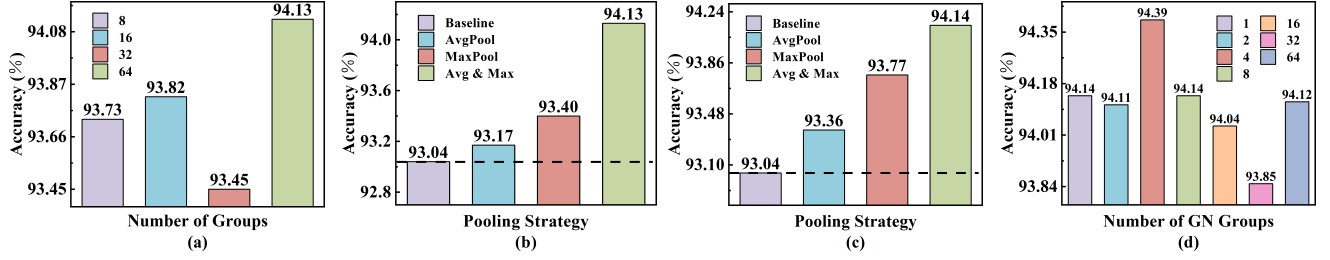 Accuracy (%)
94.08
93.87
93.66
93.45
8
16
32
64
93.73
93.82
93.45
94.13
Number of Groups
(a)
Accuracy (%)
94.0
93.6
93.2
92.8
Baseline
AvgPool
MaxPool
Avg & Max
93.04
93.17
93.40
94.13
Pooling Strategy
(b)
Accuracy (%)
94.24
93.86
93.48
93.10
Baseline
AvgPool
MaxPool
Avg & Max
93.04
93.36
93.77
94.14
Pooling Strategy
(c)
Accuracy (%)
94.35
94.18
94.01
93.84
1 16
2 32
4 64
8
94.14
94.11
94.39
94.14
94.04
93.85
94.12
Number of GN Groups
(d)